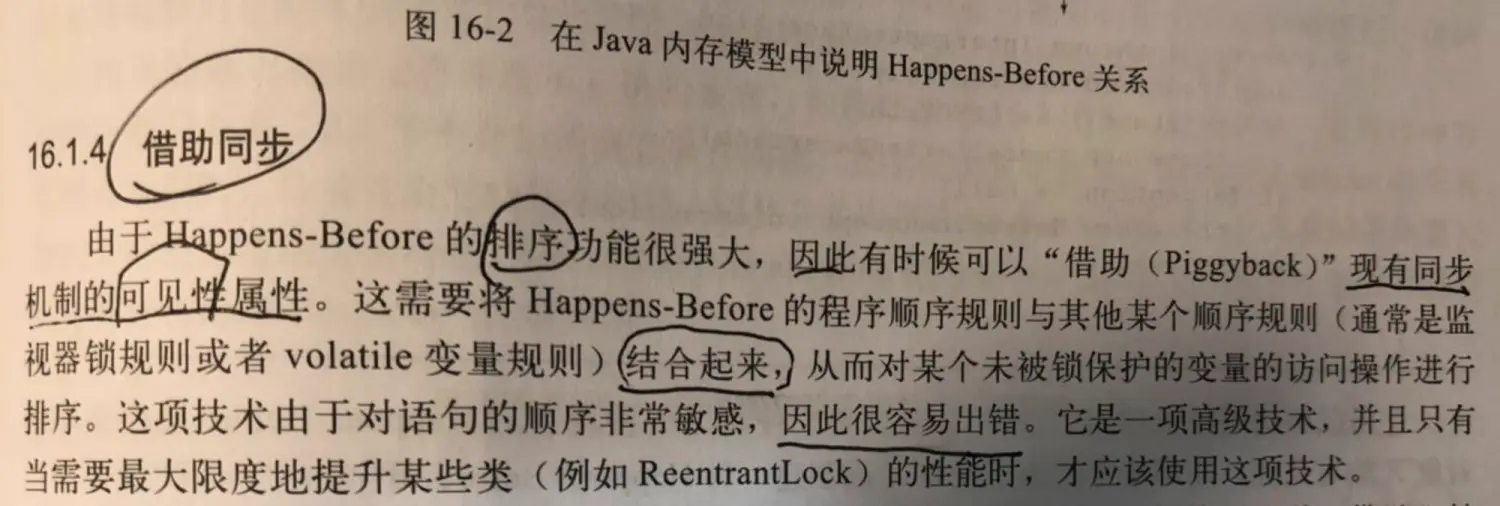 图 16-2 在 Java 内存模型中说明 Happens-Before 关系
16.1.4 借助同步
由于 Happens-Before 的排序功能很强大，因此有时候可以“借助（Piggyback）”现有同步
机制的可见性属性。这需要将 Happens-Before 的程序顺序规则与其他某个顺序规则（通常是监
视器锁规则或者 volatile 变量规则）结合起来，从而对某个未被锁保护的变量的访问操作进行
排序。这项技术由于对语句的顺序非常敏感，因此很容易出错。它是一项高级技术，并且只有
当需要最大限度地提升某些类（例如 ReentrantLock）的性能时，才应该使用这项技术。